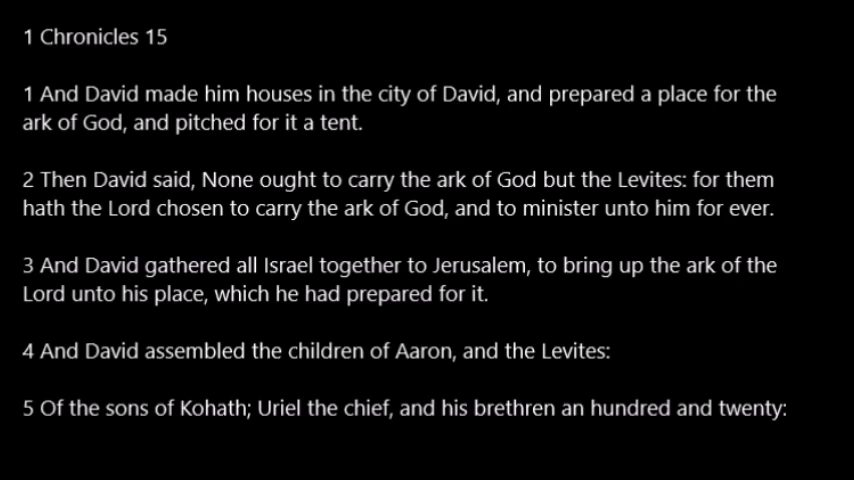 1 Chronicles 15
1 And David made him houses in the city of David, and prepared a place for the
ark of God, and pitched for it a tent.
2 Then David said, None ought to carry the ark of God but the Levites: for them
hath the Lord chosen to carry the ark of God, and to minister unto him for ever.
3 And David gathered all Israel together to Jerusalem, to bring up the ark of the
Lord unto his place, which he had prepared for it.
4 And David assembled the children of Aaron, and the Levites:
5 Of the sons of Kohath; Uriel the chief, and his brethren an hundred and twenty: